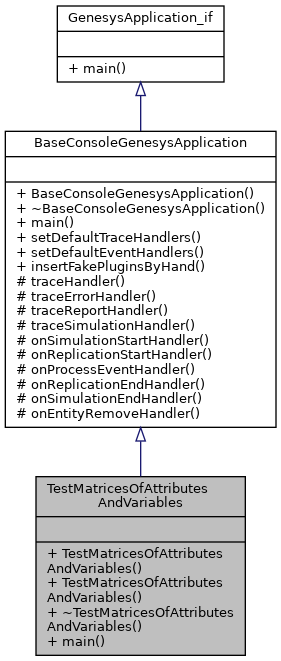 GenesysApplication_if
+ main()
BaseConsoleGenesysApplication
+ BaseConsoleGenesysApplication()
+ ~BaseConsoleGenesysApplication()
+ main()
+ setDefaultTraceHandlers()
+ setDefaultEventHandlers()
+ insertFakePluginsByHand()
# traceHandler()
# traceErrorHandler()
# traceReportHandler()
# traceSimulationHandler()
# onSimulationStartHandler()
# onReplicationStartHandler()
# onProcessEventHandler()
# onReplicationEndHandler()
# onSimulationEndHandler()
# onEntityRemoveHandler()
TestMatricesOfAttributes
AndVariables
+ TestMatricesOfAttributes
AndVariables()
+ TestMatricesOfAttributes
AndVariables()
+ ~TestMatricesOfAttributes
AndVariables()
+ main()